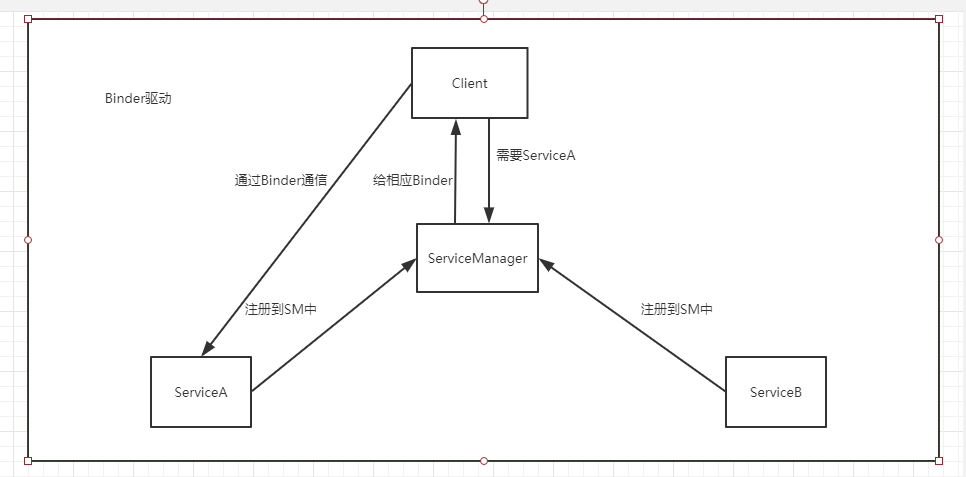 Client
Binder驱动
需要ServiceA
通过Binder通信
给相应Binder
ServiceManager
注册到SM中
注册到SM中
ServiceA
ServiceB